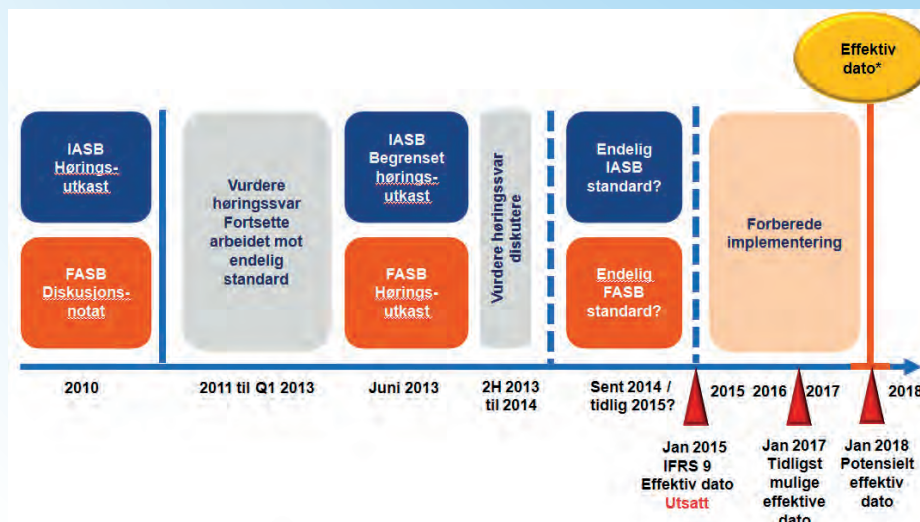 Effektiv
dato*
IASB
Hørings-
utkast
FASB
Diskusjons-
notat
Vurdere
høringssvar
Fortsette
arbeidet mot
endelig
standard
IASB
Begrenset
hørings-
utkast
FASB
Hørings-
utkast
Vurdere høringssvar
diskutere
Endelig
IASB
standard?
Endelig
FASB
standard?
Forberede
implementering
2010
2011 til Q1 2013
Juni 2013
2H 2013
til 2014
Sent 2014 /
tidlig 2015?
2015
2016
2017
2018
Jan 2015
IFRS 9
Effektiv dato
Utsatt
Jan 2017
Tidligst
mulige
effektive
dato
Jan 2018
Potensielt
effektiv
dato